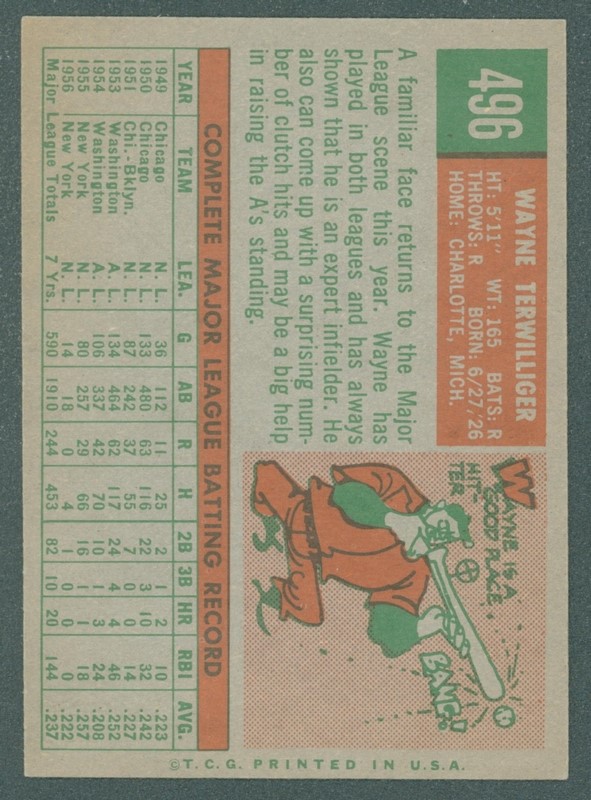 496
WAYNE TERWILLIGER
HT: 5'11" WT: 165 BATS: R
THROWS: R BORN: 6/27/26
HOME: CHARLOTTE, MICH.
A familiar face returns to the Major
League scene this year. Wayne has
played in both leagues and has always
shown that he is an expert infielder. He
also can come up with a surprising num-
ber of clutch hits and may be a big help
in raising the A's standing.
WAYNE IS A
GOOD PLACE
HIT-
TER
BANG!
COMPLETE MAJOR LEAGUE BATTING RECORD
YEAR TEAM LEA. G AB R H 2B 3B HR RBI AVG.
1949 Chicago N. L. 36 112 11 25 2 1 2 10 .223
1950 Chicago N. L. 133 480 63 116 22 3 10 32 .242
1951 Chi.-Bklyn. N. L. 87 242 37 55 7 0 0 14 .227
1953 Washington A. L. 134 464 62 117 24 4 4 46 .252
1954 Washington A. L. 106 337 42 70 10 1 3 24 .208
1955 New York N. L. 80 257 29 66 16 1 1 18 .257
1956 New York N. L. 14 18 0 4 1 0 0 0 .222
Major League Totals 7 Yrs. 590 1910 244 453 82 10 20 144 .237
©T.C.G. PRINTED IN U.S.A.